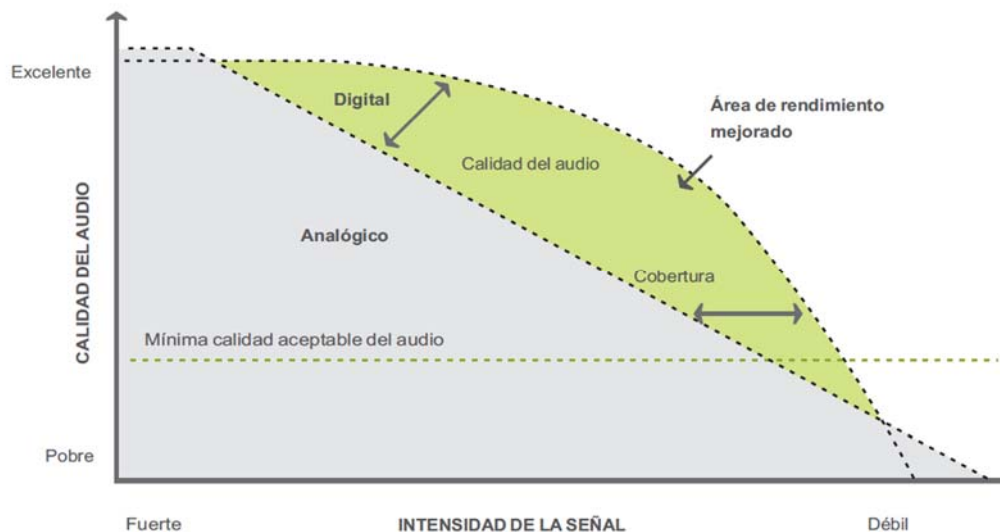 Excelente
Digital
Área de rendimiento
mejorado
Calidad del audio
Analógico
CALIDAD DEL AUDIO
Cobertura
Mínima calidad aceptable del audio
Pobre
Fuerte
INTENSIDAD DE LA SEÑAL
Débil